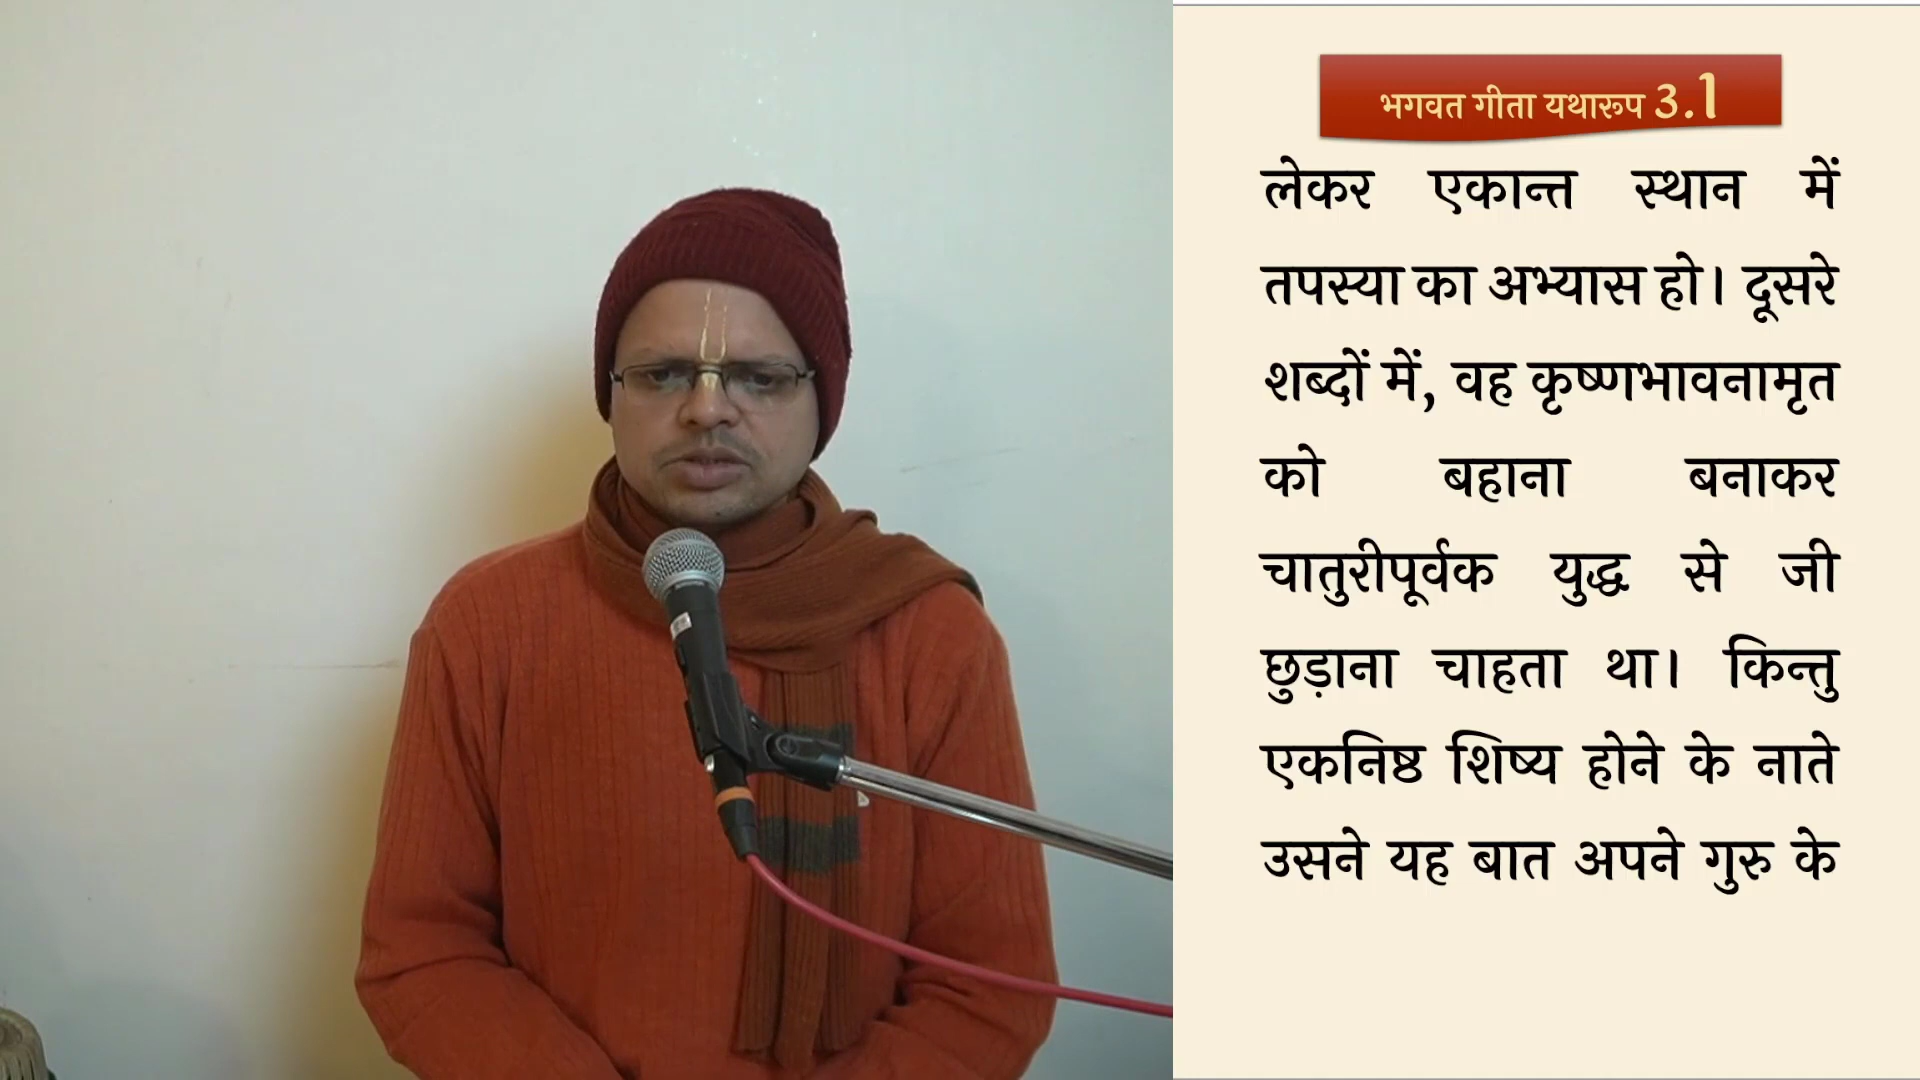 भगवत गीता यथारूप 3.1
लेकर एकान्त स्थान में
तपस्या का अभ्यास हो। दूसरे
शब्दों में, वह कृष्णभावनामृत
को बहाना बनाकर
चातुरीपूर्वक युद्ध से जी
छुड़ाना चाहता था। किन्तु
एकनिष्ठ शिष्य होने के नाते
उसने यह बात अपने गुरु के